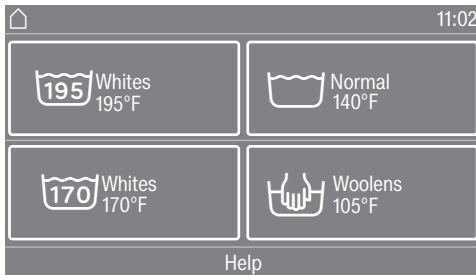 11:02
195 Whites
195°F
Normal
140°F
170 Whites
170°F
Woolens
105°F
Help